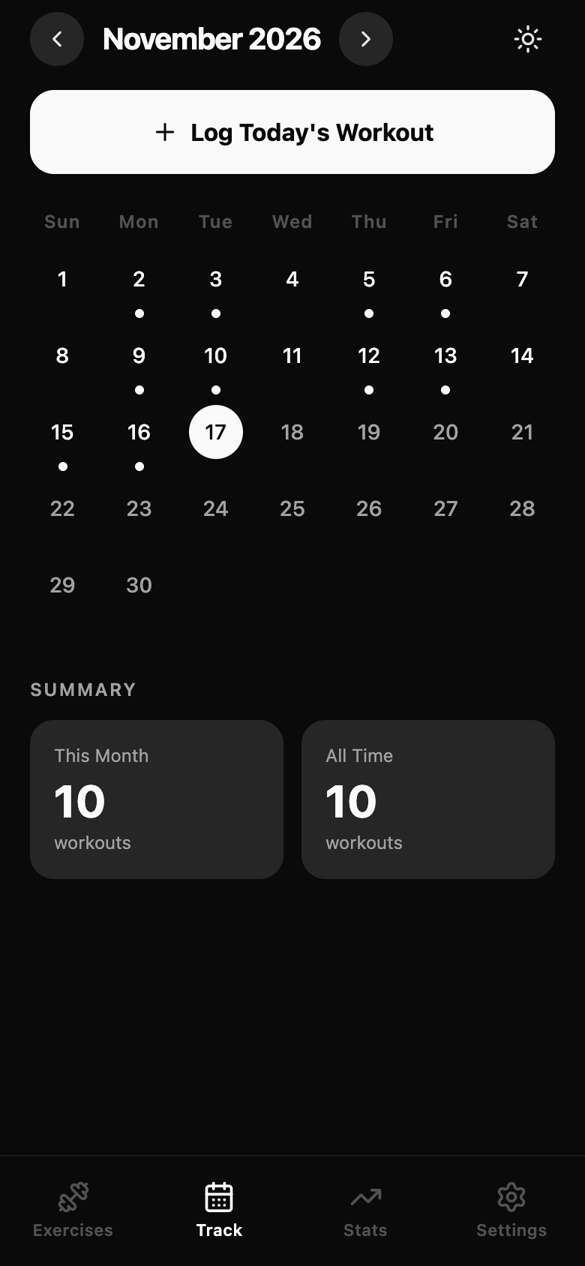 November 2026
Log Today's Workout
Sun Mon Tue Wed Thu Fri Sat
1 2 3 4 5 6 7
8 9 10 11 12 13 14
15 16 17 18 19 20 21
22 23 24 25 26 27 28
29 30
SUMMARY
This Month All Time
10 10
workouts workouts
Exercises Track Stats Settings